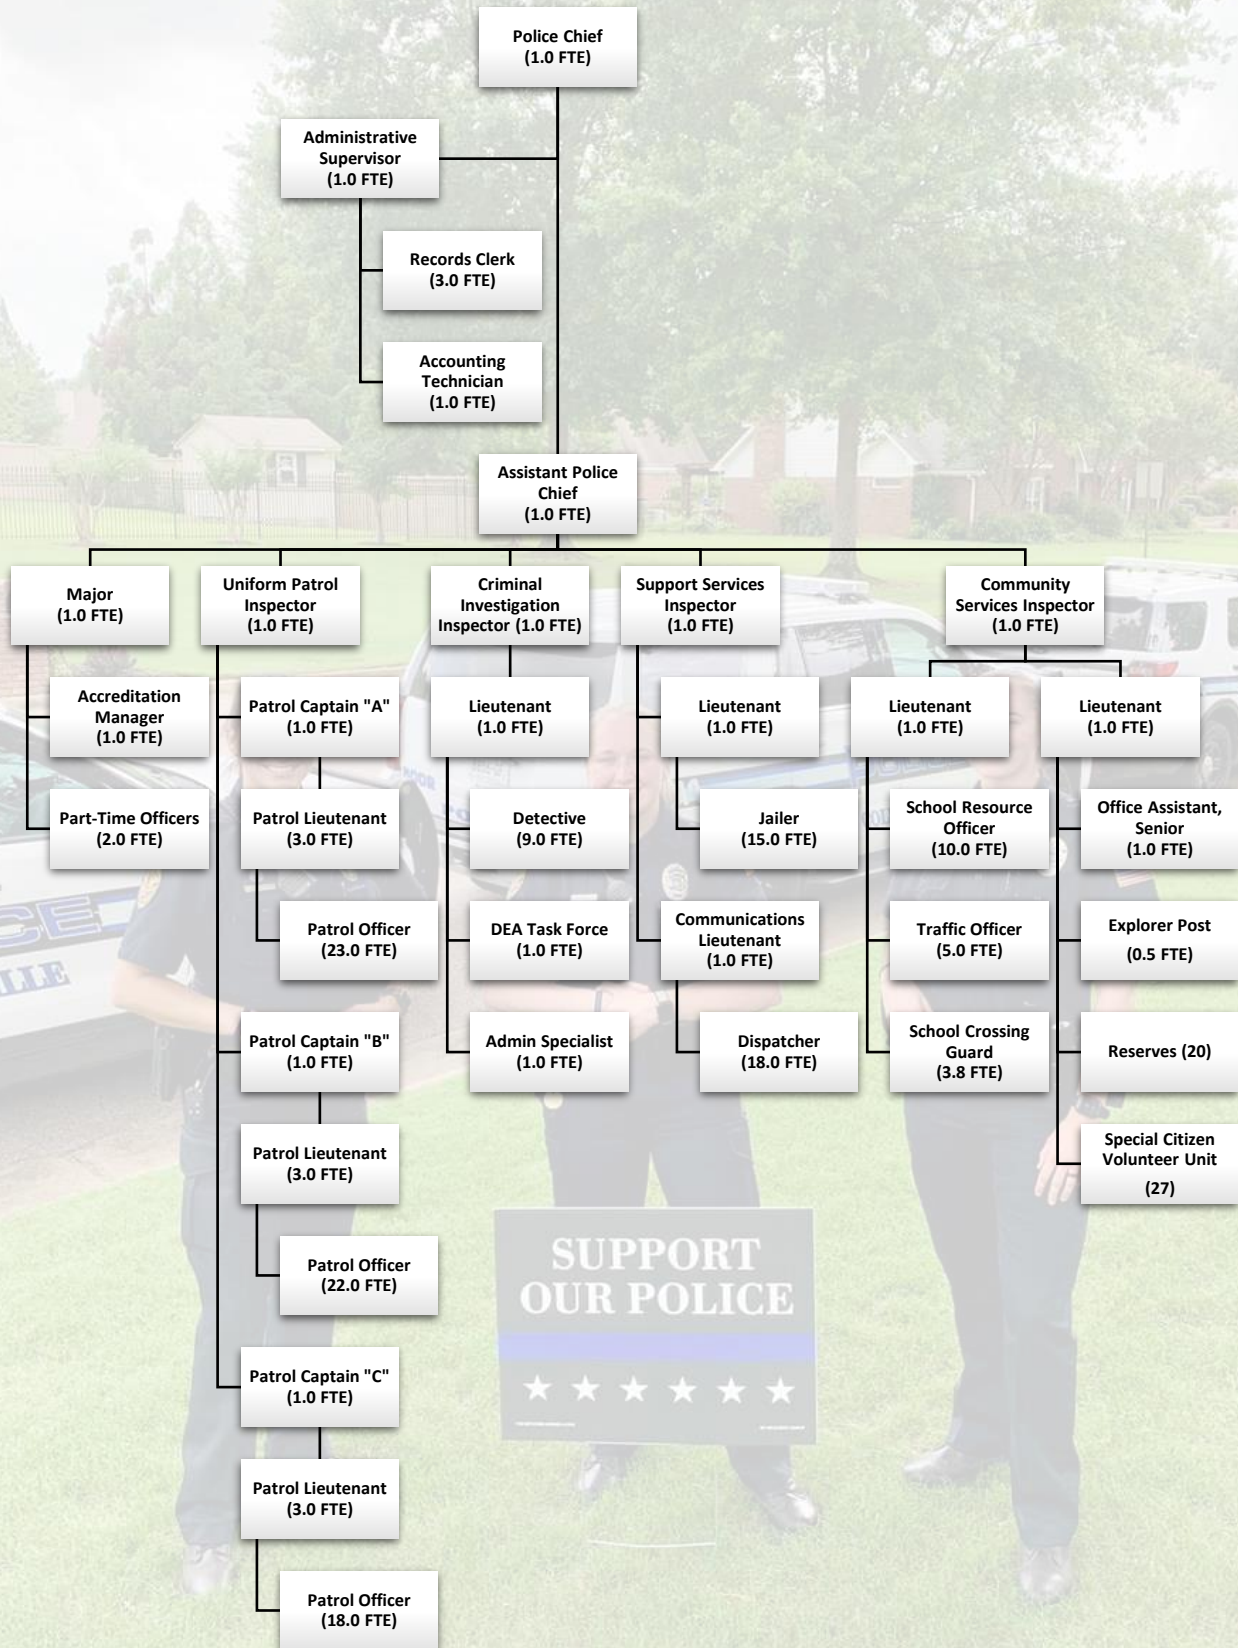 Police Chief
(1.0 FTE)
Administrative
Supervisor
(1.0 FTE)
Records Clerk
(3.0 FTE)
Accounting
Technician
(1.0 FTE)
Assistant Police
Chief
(1.0 FTE)
Major
(1.0 FTE)
Accreditation
Manager
(1.0 FTE)
Part-Time Officers
(2.0 FTE)
Uniform Patrol
Inspector
(1.0 FTE)
Patrol Captain "A"
(1.0 FTE)
Patrol Lieutenant
(3.0 FTE)
Patrol Officer
(23.0 FTE)
Patrol Captain "B"
(1.0 FTE)
Patrol Lieutenant
(3.0 FTE)
Patrol Officer
(22.0 FTE)
Patrol Captain "C"
(1.0 FTE)
Patrol Lieutenant
(3.0 FTE)
Patrol Officer
(18.0 FTE)
Criminal
Investigation
Inspector (1.0 FTE)
Lieutenant
(1.0 FTE)
Detective
(9.0 FTE)
DEA Task Force
(1.0 FTE)
Admin Specialist
(1.0 FTE)
Support Services
Inspector
(1.0 FTE)
Lieutenant
(1.0 FTE)
Jailer
(15.0 FTE)
Communications
Lieutenant
(1.0 FTE)
Dispatcher
(18.0 FTE)
Community
Services Inspector
(1.0 FTE)
Lieutenant
(1.0 FTE)
School Resource
Officer
(10.0 FTE)
Traffic Officer
(5.0 FTE)
School Crossing
Guard
(3.8 FTE)
Lieutenant
(1.0 FTE)
Office Assistant,
Senior
(1.0 FTE)
Explorer Post
(0.5 FTE)
Reserves (20)
Special Citizen
Volunteer Unit
(27)
SUPPORT
OUR POLICE